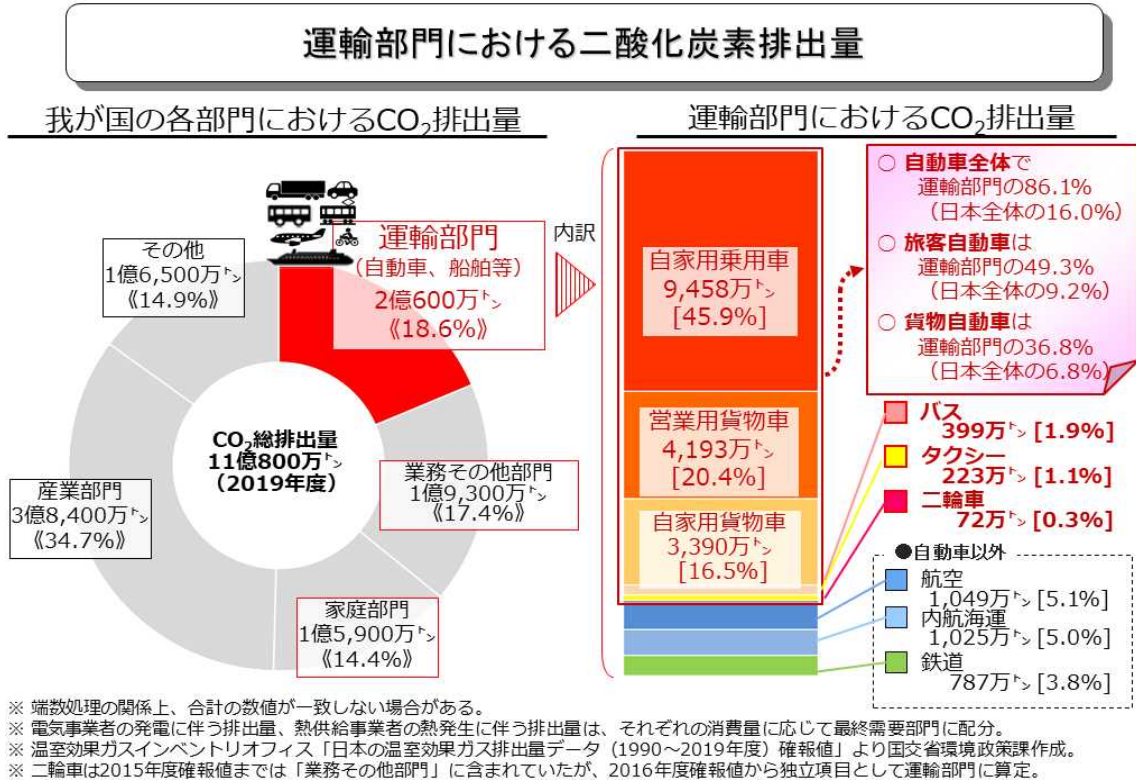 運輸部門における二酸化炭素排出量
我が国の各部門におけるCO₂排出量
運輸部門(自動車、船舶等)
2億600万㌧
《18.6%》
その他
1億6,500万㌧
《14.9%》
CO₂総排出量
11億800万㌧
(2019年度)
産業部門
3億8,400万㌧
《34.7%》
業務その他部門
1億9,300万㌧
《17.4%》
家庭部門
1億5,900万㌧
《14.4%》
内訳
運輸部門におけるCO₂排出量
自家用乗用車
9,458万㌧
[45.9%]
営業用貨物車
4,193万㌧
[20.4%]
自家用貨物車
3,390万㌧
[16.5%]
○ 自動車全体で
運輸部門の86.1%
(日本全体の16.0%)
○ 旅客自動車は
運輸部門の49.3%
(日本全体の9.2%)
○ 貨物自動車は
運輸部門の36.8%
(日本全体の6.8%)
バス
399万㌧ [1.9%]
タクシー
223万㌧ [1.1%]
二輪車
72万㌧ [0.3%]
●自動車以外
航空
1,049万㌧ [5.1%]
内航海運
1,025万㌧ [5.0%]
鉄道
787万㌧ [3.8%]
※ 端数処理の関係上、合計の数値が一致しない場合がある。
※ 電気事業者の発電に伴う排出量、熱供給事業者の熱発生に伴う排出量は、それぞれの消費量に応じて最終需要部門に配分。
※ 温室効果ガスインベントリオフィス「日本の温室効果ガス排出量データ(1990～2019年度)確報値」より国交省環境政策課作成。
※ 二輪車は2015年度確報値までは「業務その他部門」に含まれていたが、2016年度確報値から独立項目として運輸部門に算定。